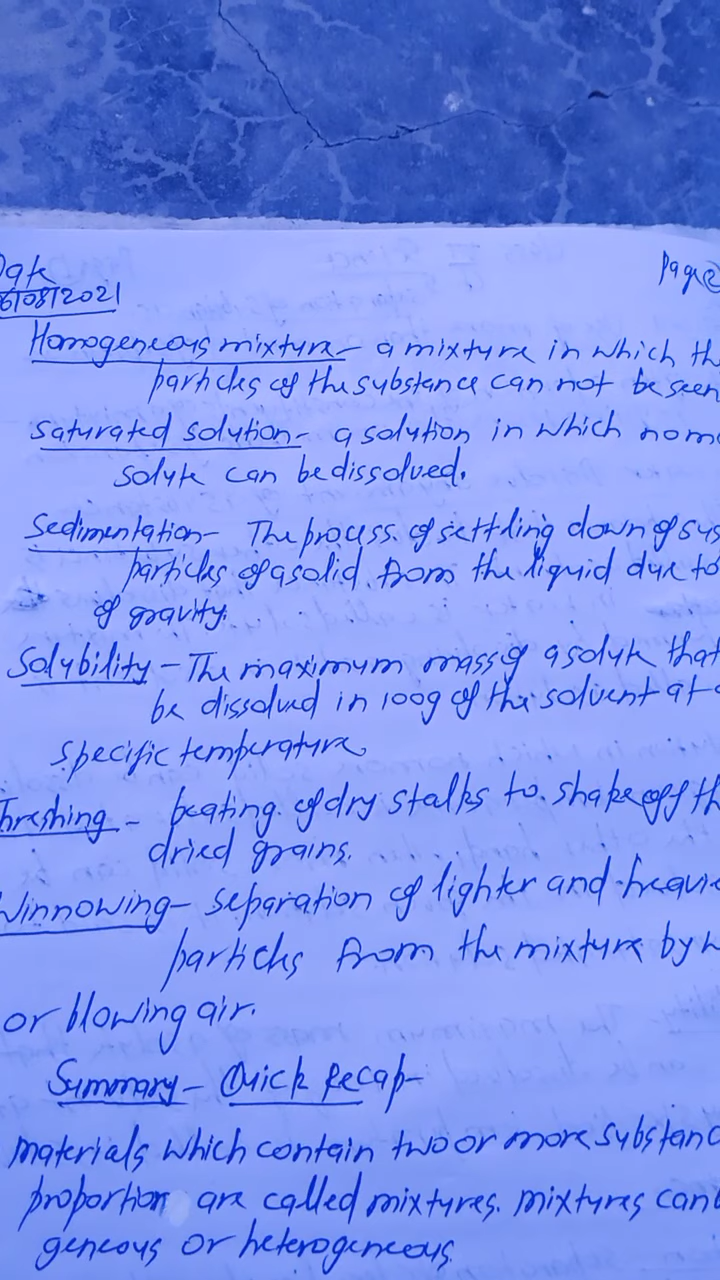 Date
Page 2
6/08/2021
Homogeneous mixture - a mixture in which the
particles of the substance can not be seen
Saturated solution - a solution in which no
solute can be dissolved.
Sedimentation - The process of settling down of
particles of a solid from the liquid due to
of gravity.
Solubility - The maximum mass of a solute that
be dissolved in 100g of the solvent at
specific temperature
Threshing - beating of dry stalks to shake off
dried grains.
Winnowing - separation of lighter and
particles from the mixture by
or blowing air.
Summary - Quick Recap -
materials which contain two or more
proportion are called mixtures. mixtures can
geneous or heterogeneous.